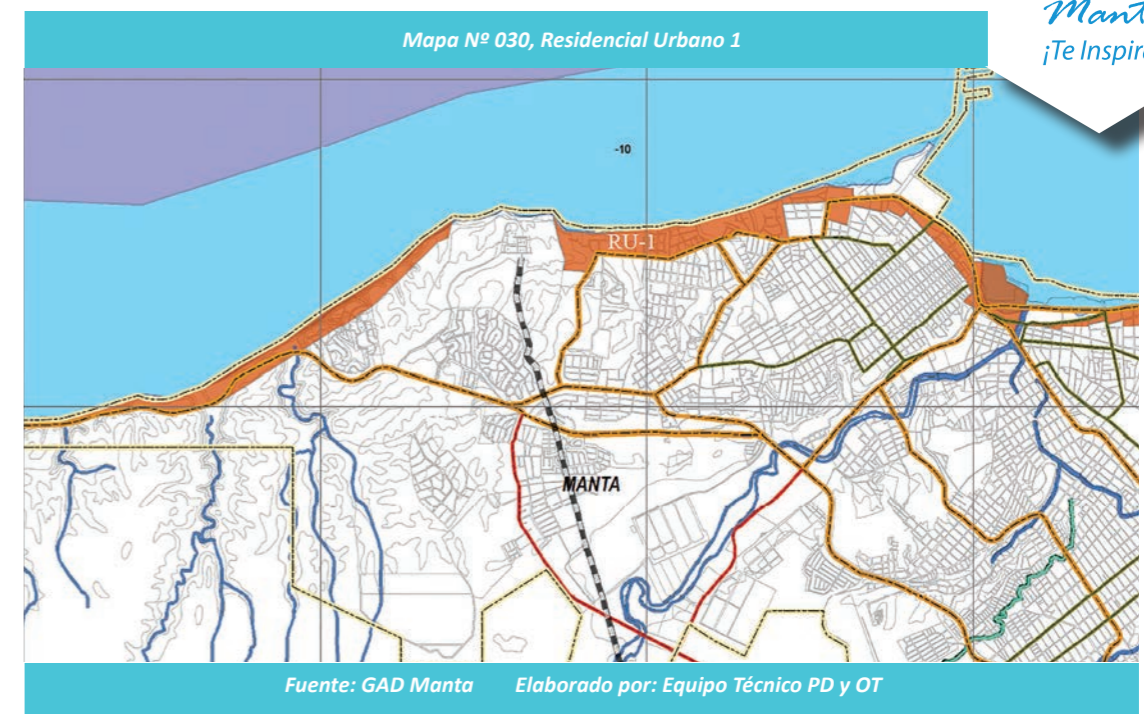 Mapa Nº 030, Residencial Urbano 1
¡Te
-10
RU-1
MANTA
Fuente: GAD Manta Elaborado por: Equipo Técnico PD y OT